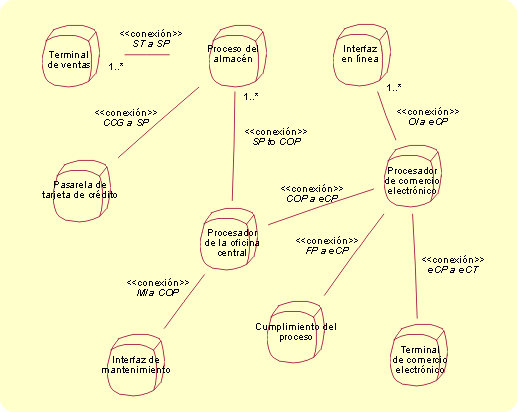 <<conexión>>
ST a SP
Terminal
de ventas
1..*
Proceso del
almacén
1..*
Interfaz
en línea
1..*
<<conexión>>
CCG a SP
<<conexión>>
SP to COP
<<conexión>>
OI a eCP
Pasarela de
tarjeta de crédito
Procesador
de comercio
electrónico
<<conexión>>
COP a eCP
Procesador
de la oficina
central
<<conexión>>
FP a eCP
<<conexión>>
eCP a eCT
<<conexión>>
IM a COP
Cumplimiento del
proceso
Interfaz de
mantenimiento
Terminal
de comercio
electrónico